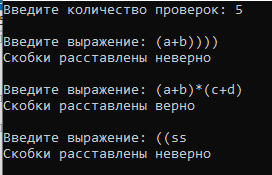 Введите количество проверок: 5
Введите выражение: (a+b))))
Скобки расставлены неверно
Введите выражение: (a+b)*(c+d)
Скобки расставлены верно
Введите выражение: ((ss
Скобки расставлены неверно